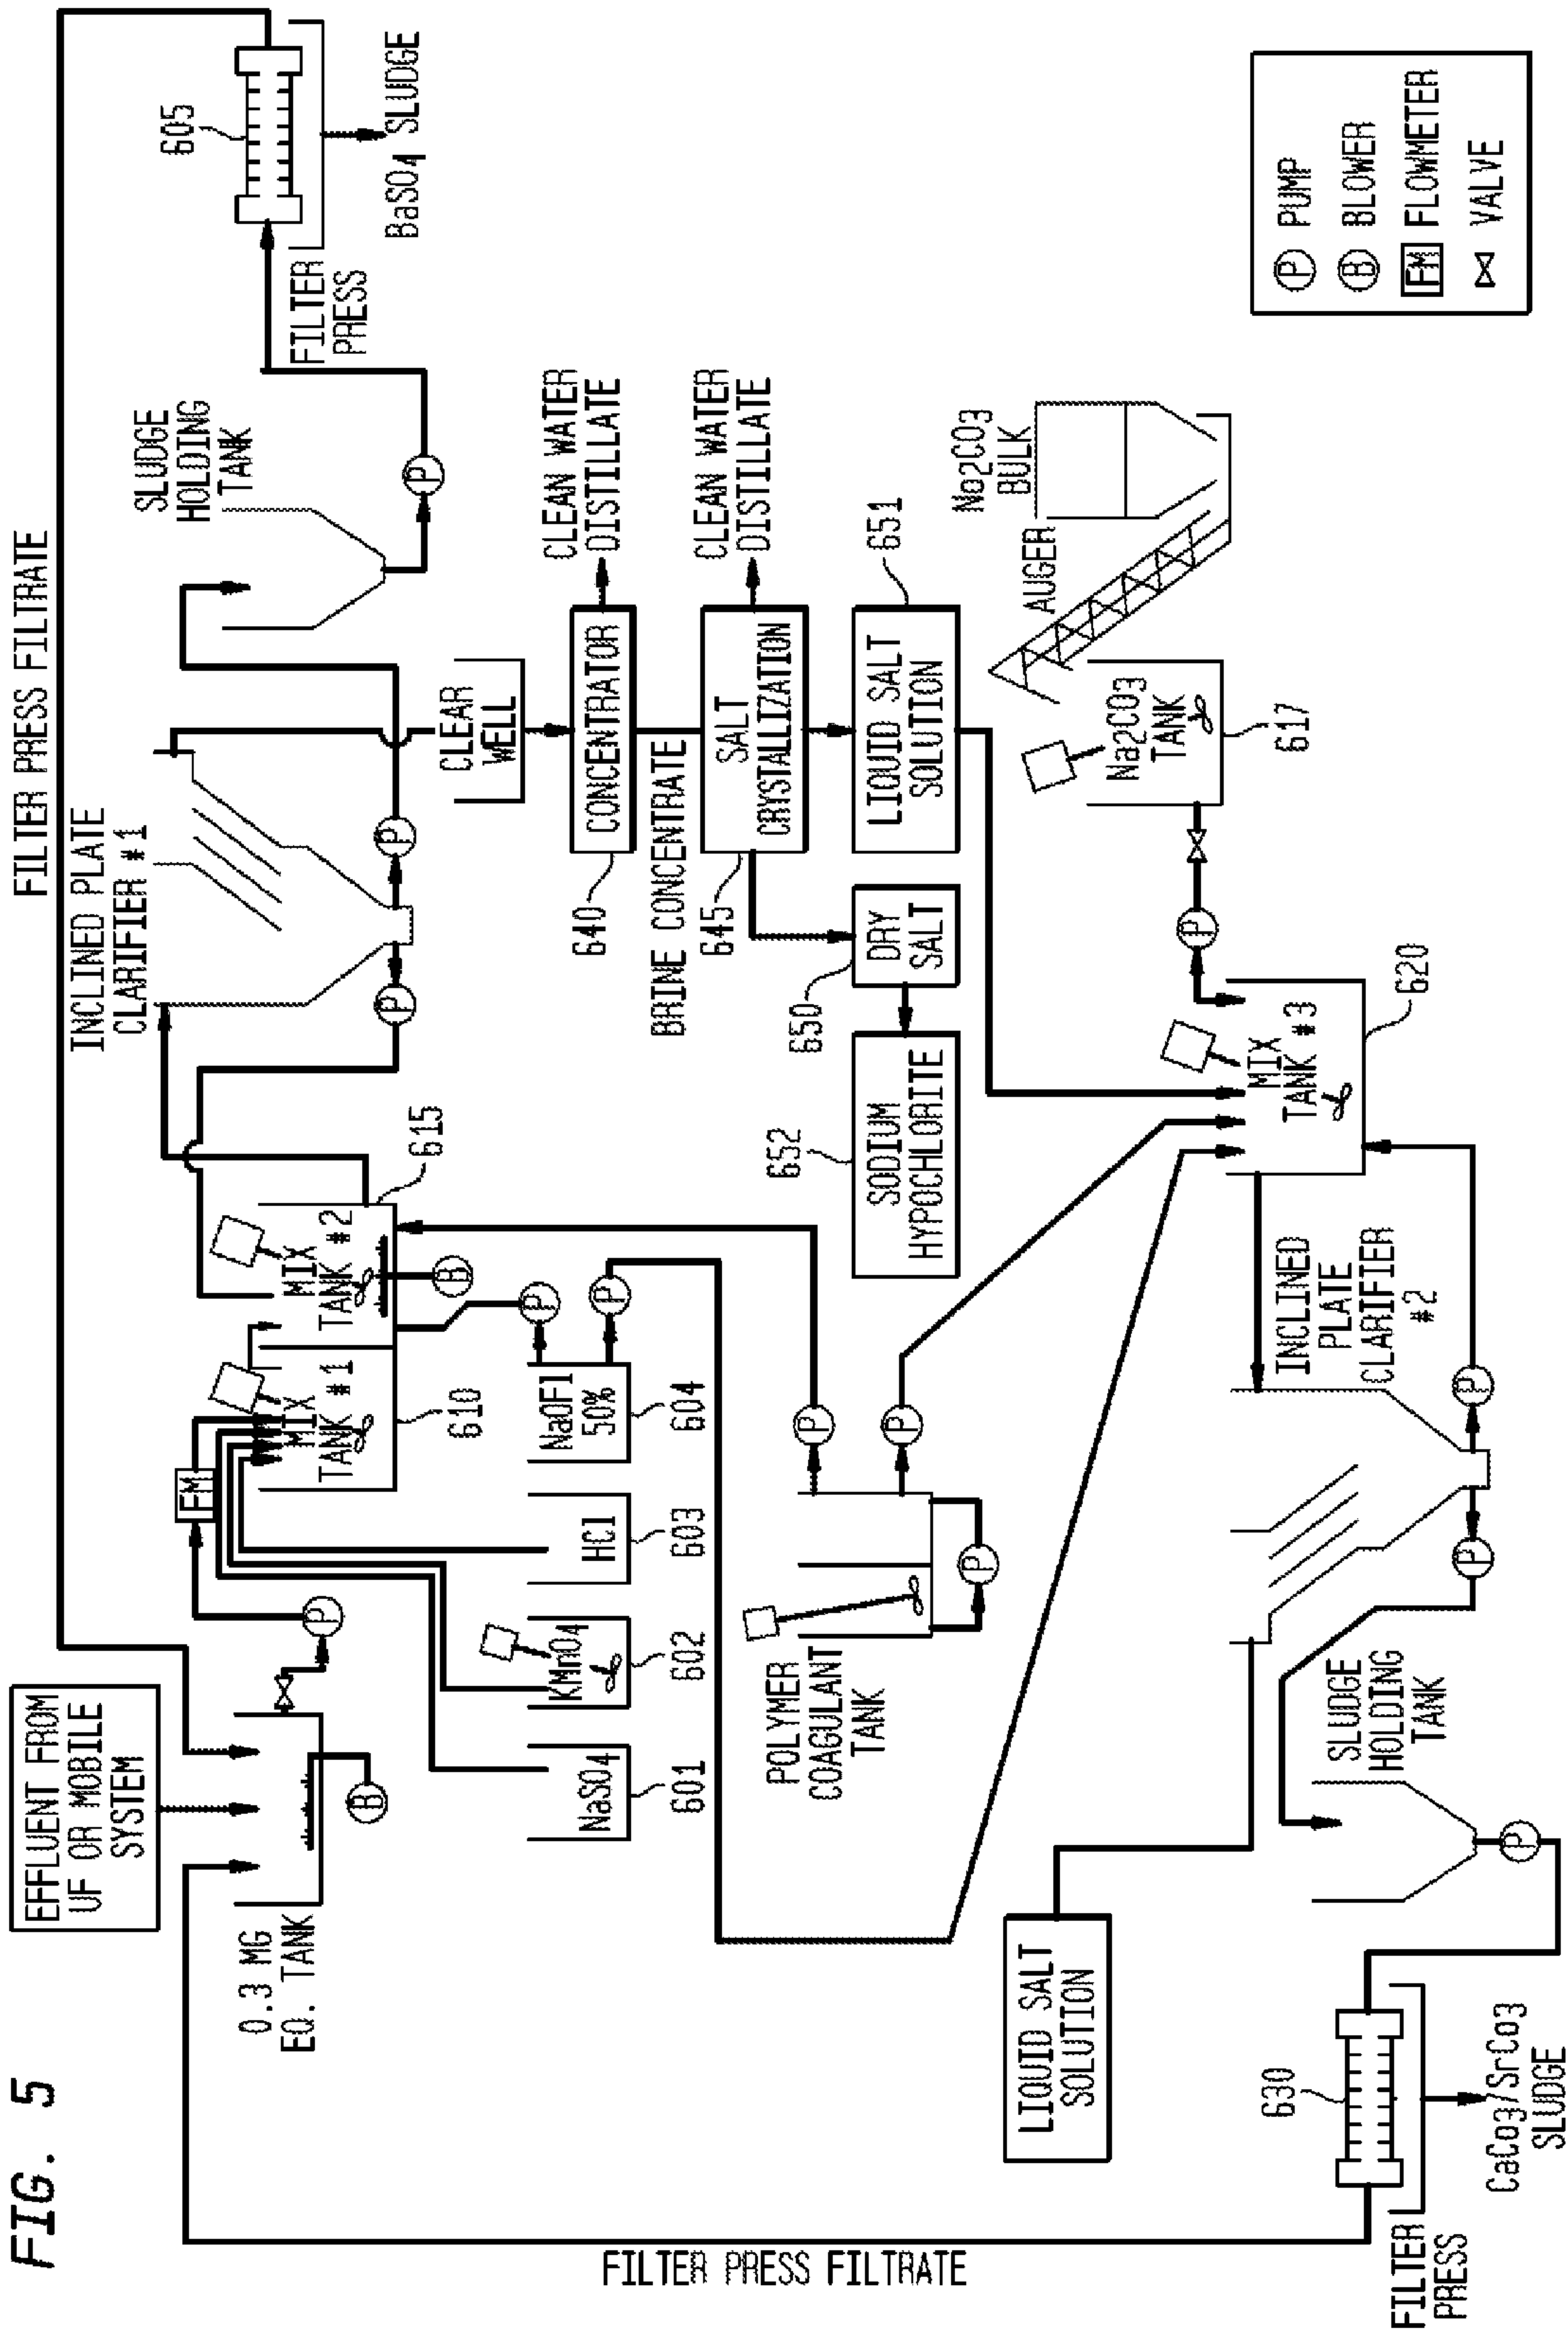 FIG. 5
FILTER PRESS FILTRATE
EFFLUENT FROM
UF OR MOBILE
SYSTEM
0.3 MG
EQ. TANK
B
P
FM
MIX
TANK #1
610
MIX
TANK #2
615
B
INCLINED PLATE
CLARIFIER #1
P
P
SLUDGE
HOLDING
TANK
P
605
FILTER
PRESS
BaSO4 SLUDGE
NaSO4
601
KMnO4
602
HCl
603
NaOFI
50%
604
P
P
CLEAR
WELL
CONCENTRATOR
640
CLEAN WATER
DISTILLATE
BRINE CONCENTRATE
SALT
CRYSTALLIZATION
645
CLEAN WATER
DISTILLATE
DRY
SALT
650
LIQUID SALT
SOLUTION
651
SODIUM
HYPOCHLORITE
652
POLYMER
COAGULANT
TANK
P
P
P
Na2CO3
BULK
AUGER
Na2CO3
TANK
617
P
MIX
TANK #3
620
LIQUID SALT
SOLUTION
INCLINED
PLATE
CLARIFIER
#2
P
P
SLUDGE
HOLDING
TANK
P
630
FILTER
PRESS
CaCo3/SrCo3
SLUDGE
FILTER PRESS FILTRATE
P PUMP
B BLOWER
FM FLOWMETER
VALVE